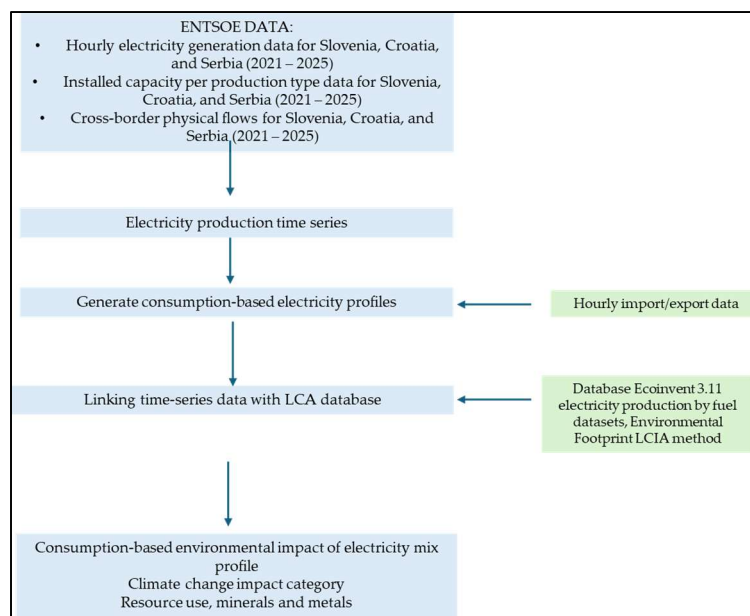 ENTSOE DATA:
• Hourly electricity generation data for Slovenia, Croatia,
and Serbia (2021 – 2025)
• Installed capacity per production type data for Slovenia,
Croatia, and Serbia (2021 – 2025)
• Cross-border physical flows for Slovenia, Croatia, and
Serbia (2021 – 2025)
Electricity production time series
Generate consumption-based electricity profiles
Hourly import/export data
Linking time-series data with LCA database
Database Ecoinvent 3.11
electricity production by fuel
datasets, Environmental
Footprint LCIA method
Consumption-based environmental impact of electricity mix
profile
Climate change impact category
Resource use, minerals and metals